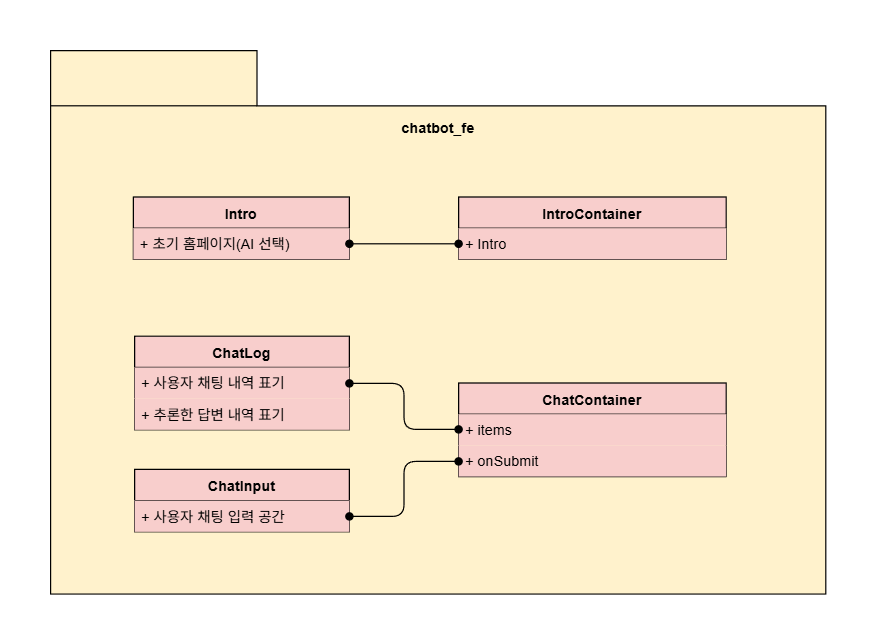 chatbot_fe
Intro
+ 초기 홈페이지(AI 선택)
IntroContainer
+ Intro
ChatLog
+ 사용자 채팅 내역 표기
+ 추론한 답변 내역 표기
ChatContainer
+ items
+ onSubmit
ChatInput
+ 사용자 채팅 입력 공간